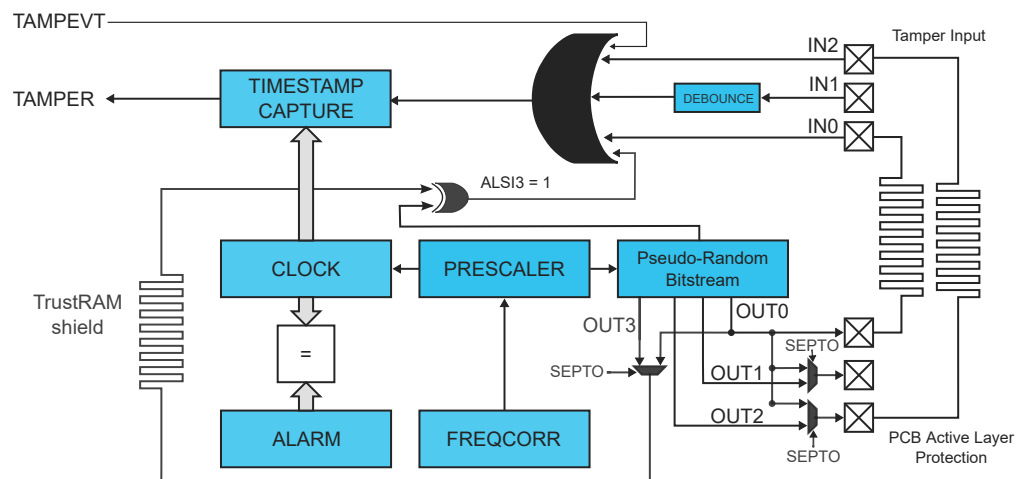 TAMPEVT
Tamper Input
IN2
TIMESTAMP
CAPTURE
TAMPER
DEBOUNCE
IN1
IN0
ALSI3 = 1
CLOCK
PRESCALER
Pseudo-Random
Bitstream
TrustRAM
shield
OUT3
OUT0
SEPTO
=
SEPTO
OUT1
OUT2
ALARM
FREQCORR
SEPTO
PCB Active Layer
Protection